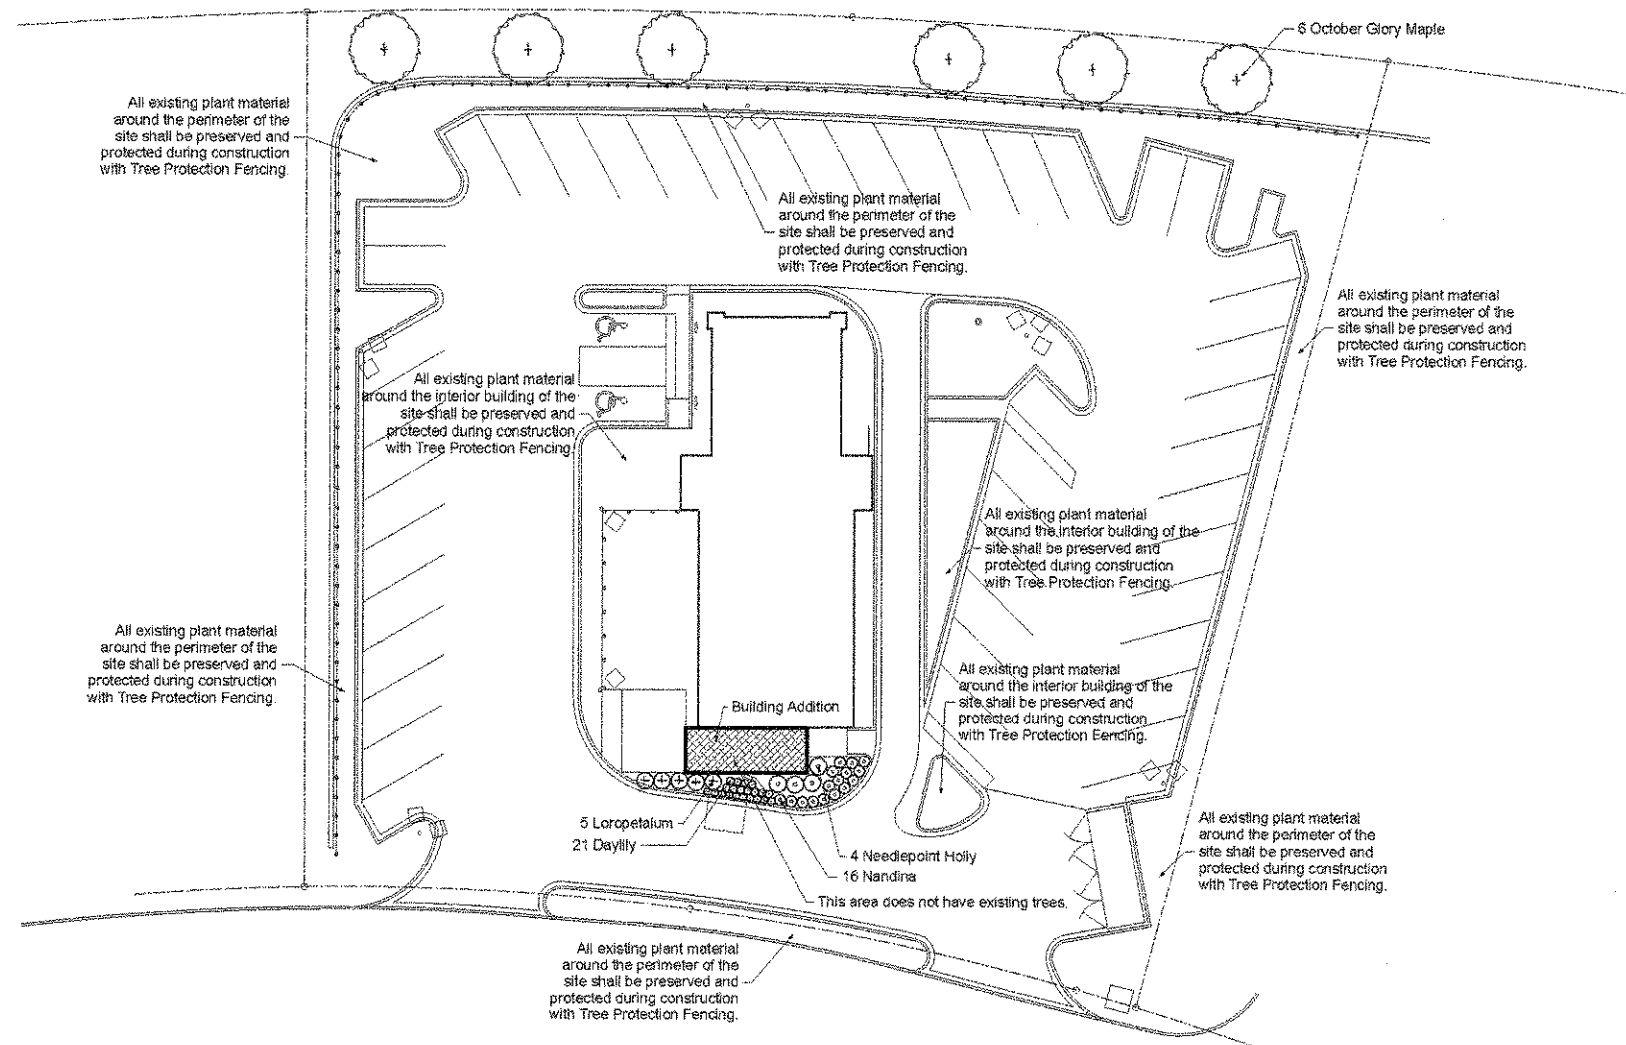 6 October Glory Maple
All existing plant material
around the perimeter of the
site shall be preserved and
protected during construction
with Tree Protection Fencing.
All existing plant material
around the perimeter of the
site shall be preserved and
protected during construction
with Tree Protection Fencing.
All existing plant material
around the perimeter of the
site shall be preserved and
protected during construction
with Tree Protection Fencing.
All existing plant material
around the interior building of the
site shall be preserved and
protected during construction
with Tree Protection Fencing.
All existing plant material
around the interior building of the
site shall be preserved and
protected during construction
with Tree Protection Fencing.
All existing plant material
around the perimeter of the
site shall be preserved and
protected during construction
with Tree Protection Fencing.
All existing plant material
around the interior building of the
site shall be preserved and
protected during construction
with Tree Protection Fencing.
Building Addition
5 Loropetalum
21 Daylily
4 Needlepoint Holly
16 Nandina
This area does not have existing trees.
All existing plant material
around the perimeter of the
site shall be preserved and
protected during construction
with Tree Protection Fencing.
All existing plant material
around the perimeter of the
site shall be preserved and
protected during construction
with Tree Protection Fencing.